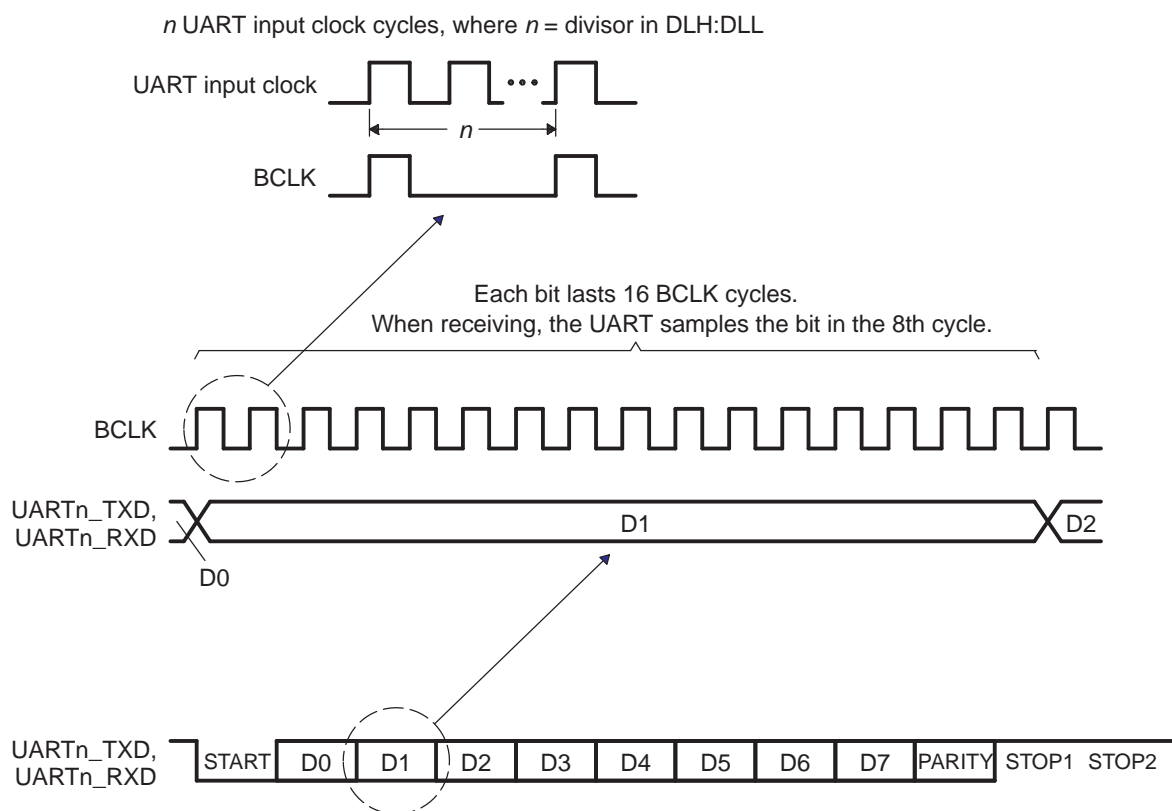 n UART input clock cycles, where n = divisor in DLH:DLL
UART input clock
n
BCLK
Each bit lasts 16 BCLK cycles.
When receiving, the UART samples the bit in the 8th cycle.
BCLK
UARTn_TXD,
UARTn_RXD
D1
D2
D0
UARTn_TXD,
UARTn_RXD
START D0 D1 D2 D3 D4 D5 D6 D7 PARITY STOP1 STOP2